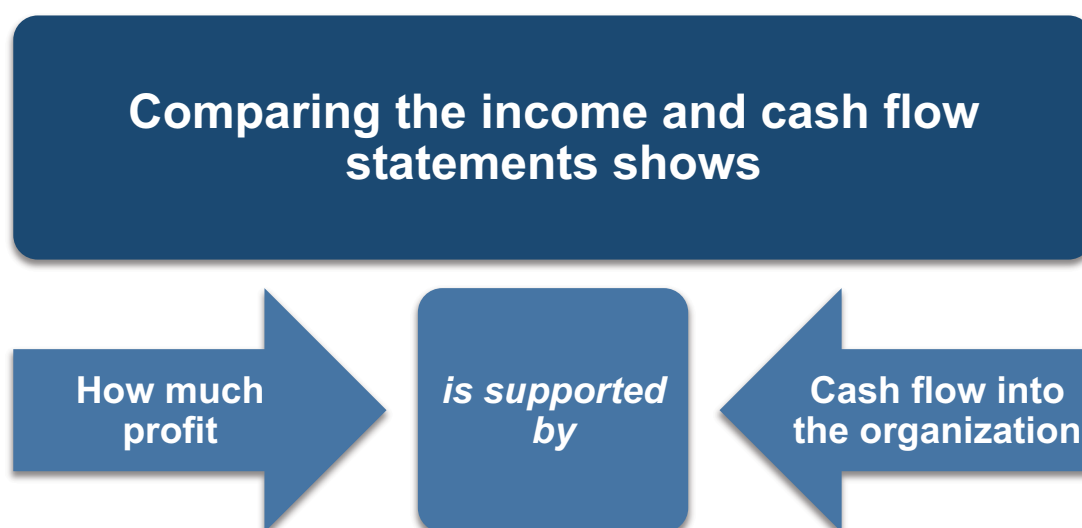 Comparing the income and cash flow
statements shows
How much
profit
is supported
by
Cash flow into
the organization